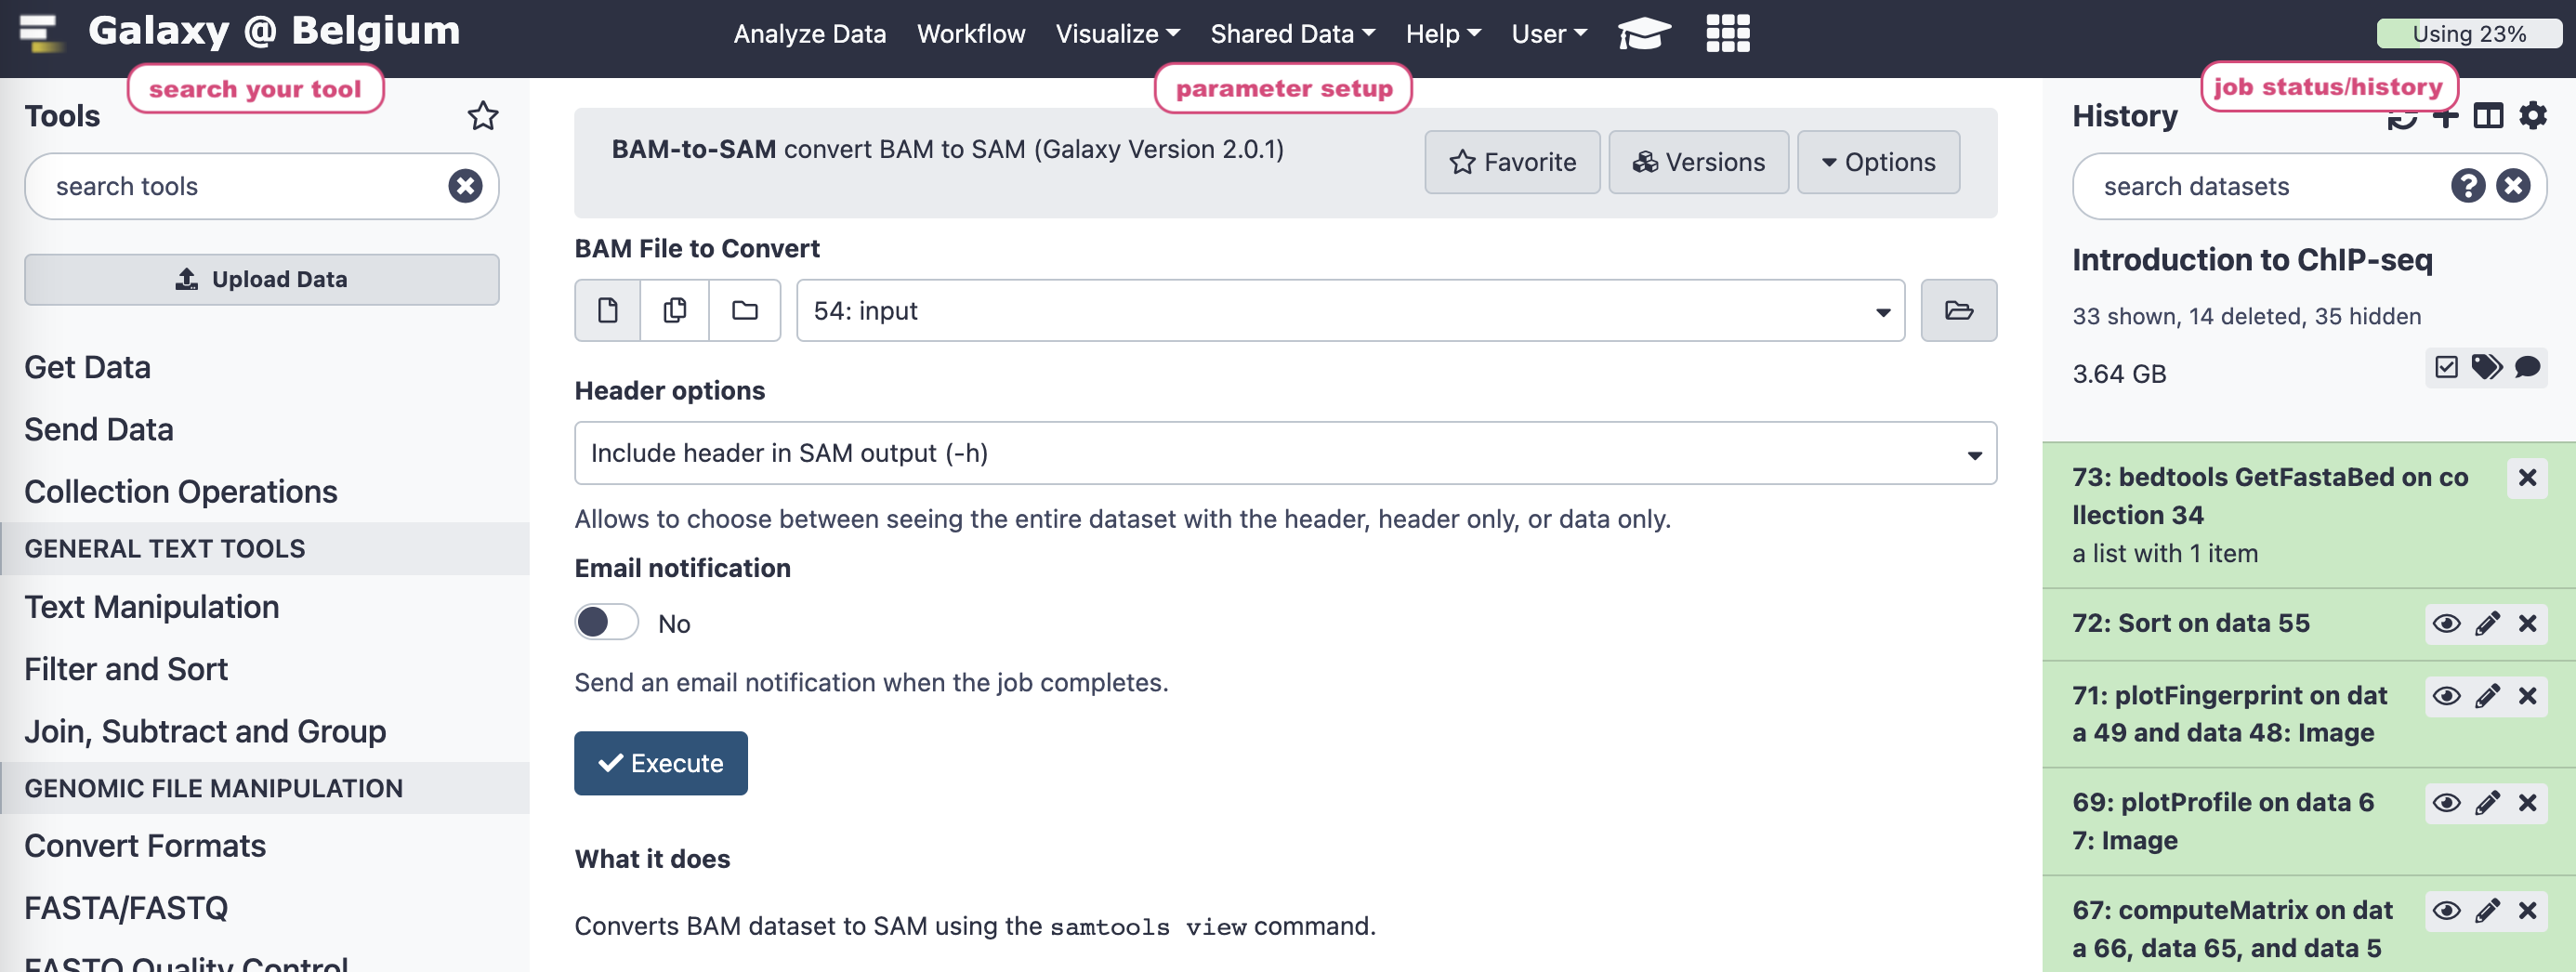 Galaxy @ Belgium
Analyze Data
Workflow
Visualize
Shared Data
Help
User
Using 23%
search your tool
parameter setup
job status/history
Tools
search tools
Upload Data
Get Data
Send Data
Collection Operations
GENERAL TEXT TOOLS
Text Manipulation
Filter and Sort
Join, Subtract and Group
GENOMIC FILE MANIPULATION
Convert Formats
FASTA/FASTQ
FASTQ Quality Control
BAM-to-SAM convert BAM to SAM (Galaxy Version 2.0.1)
Favorite
Versions
Options
BAM File to Convert
54: input
Header options
Include header in SAM output (-h)
Allows to choose between seeing the entire dataset with the header, header only, or data only.
Email notification
No
Send an email notification when the job completes.
Execute
What it does
Converts BAM dataset to SAM using the samtools view command.
History
search datasets
Introduction to ChIP-seq
33 shown, 14 deleted, 35 hidden
3.64 GB
73: bedtools GetFastaBed on co
llection 34
a list with 1 item
72: Sort on data 55
71: plotFingerprint on dat
a 49 and data 48: Image
69: plotProfile on data 6
7: Image
67: computeMatrix on dat
a 66, data 65, and data 5